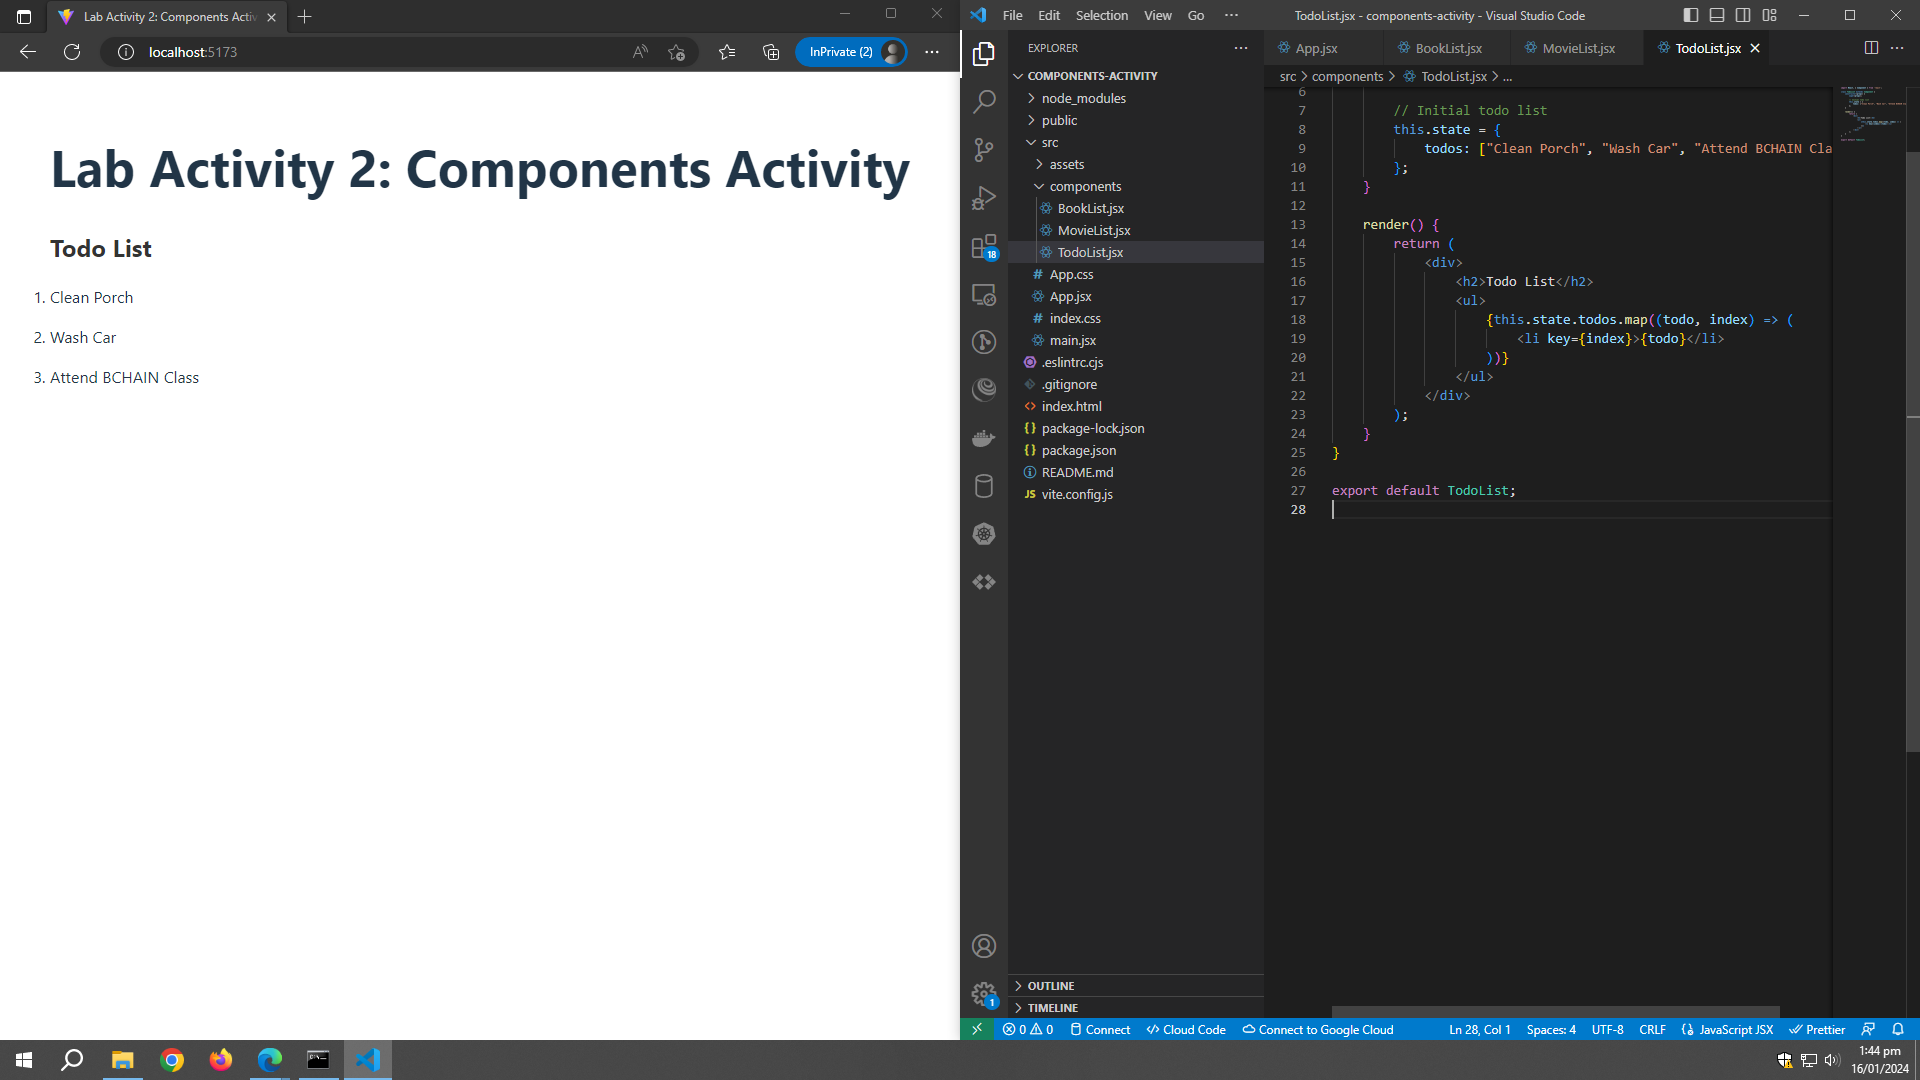 Lab Activity 2: Components Activ
localhost:5173
InPrivate (2)
Lab Activity 2: Components Activity
Todo List
1. Clean Porch
2. Wash Car
3. Attend BCHAIN Class
File Edit Selection View Go ···
TodoList.jsx - components-activity - Visual Studio Code
EXPLORER
COMPONENTS-ACTIVITY
node_modules
public
src
assets
components
BookList.jsx
MovieList.jsx
TodoList.jsx
# App.css
App.jsx
# index.css
main.jsx
.eslintrc.cjs
.gitignore
<> index.html
{} package-lock.json
{} package.json
README.md
JS vite.config.js
OUTLINE
TIMELINE
18
1
App.jsx BookList.jsx MovieList.jsx TodoList.jsx
src > components > TodoList.jsx > ...
6
7 // Initial todo list
8 this.state = {
9 todos: ["Clean Porch", "Wash Car", "Attend BCHAIN Cla
10 };
11 }
12
13 render() {
14 return (
15 <div>
16 <h2>Todo List</h2>
17 <ul>
18 {this.state.todos.map((todo, index) => (
19 <li key={index}>{todo}</li>
20 ))}
21 </ul>
22 </div>
23 );
24 }
25 }
26
27 export default TodoList;
28
0 0 Connect Cloud Code Connect to Google Cloud Ln 28, Col 1 Spaces: 4 UTF-8 CRLF JavaScript JSX Prettier
1:44 pm
16/01/2024